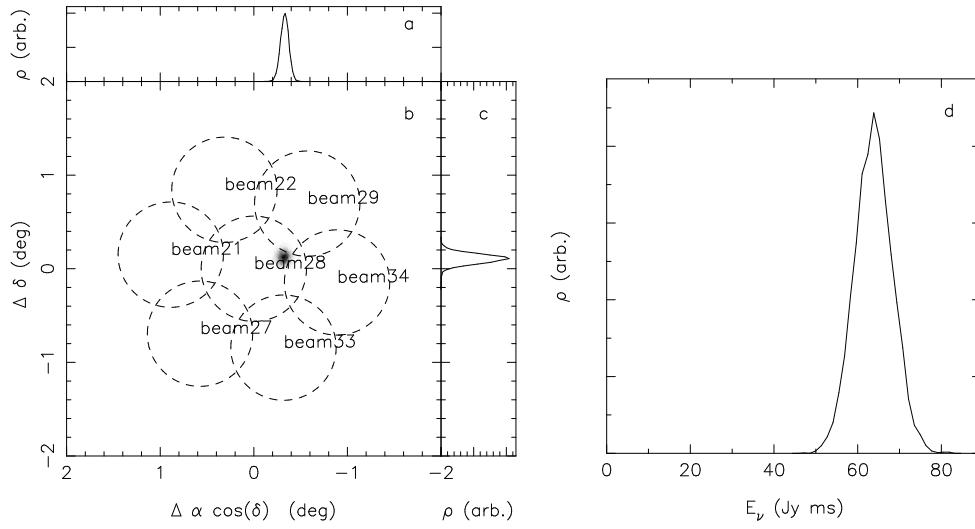 ρ (arb.)
a
2
b
c
d
beam22
beam29
beam21
beam28
beam34
beam27
beam33
Δ δ (deg)
2
1
0
−1
−2
2
1
0
−1
−2
Δ α cos(δ) (deg)
ρ (arb.)
ρ (arb.)
0
20
40
60
80
E_ν (Jy ms)